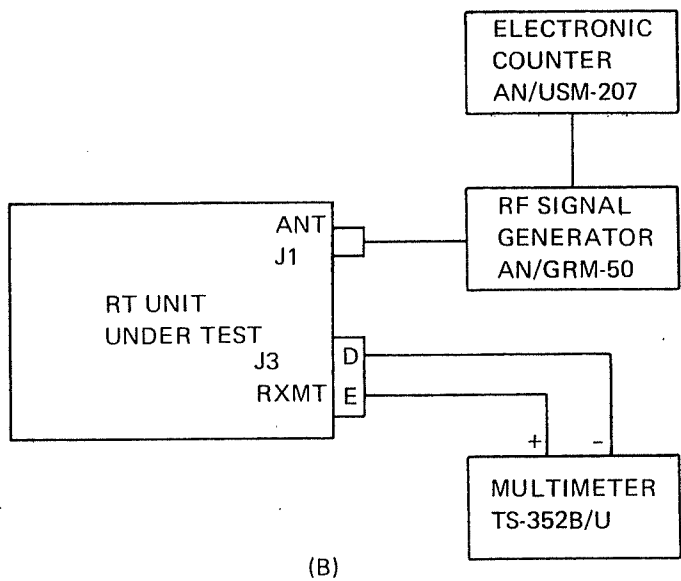 ELECTRONIC
COUNTER
AN/USM-207
RF SIGNAL
GENERATOR
AN/GRM-50
ANT
J1
RT UNIT
UNDER TEST
J3
D
RXMT
E
+
−
MULTIMETER
TS-352B/U
(B)